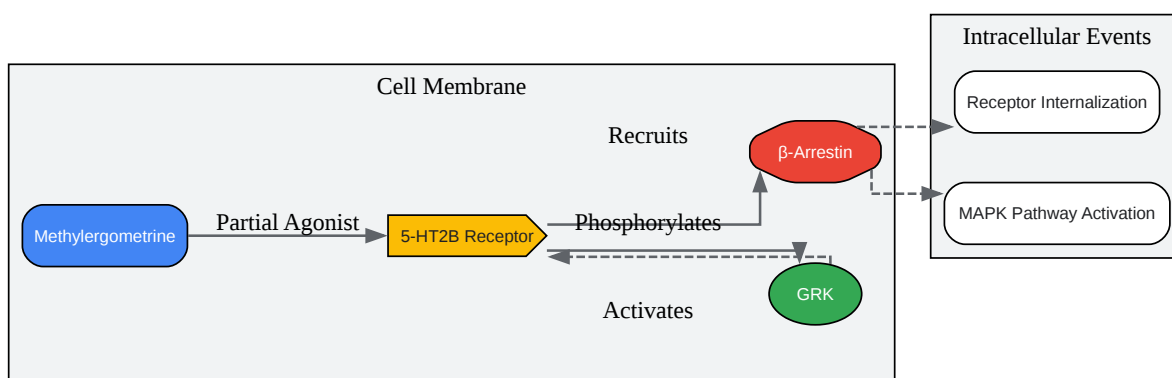 Intracellular Events
Cell Membrane
Receptor Internalization
Recruits
β-Arrestin
MAPK Pathway Activation
Partial Agonist
Phosphorylates
Methylergometrine
5-HT2B Receptor
GRK
Activates